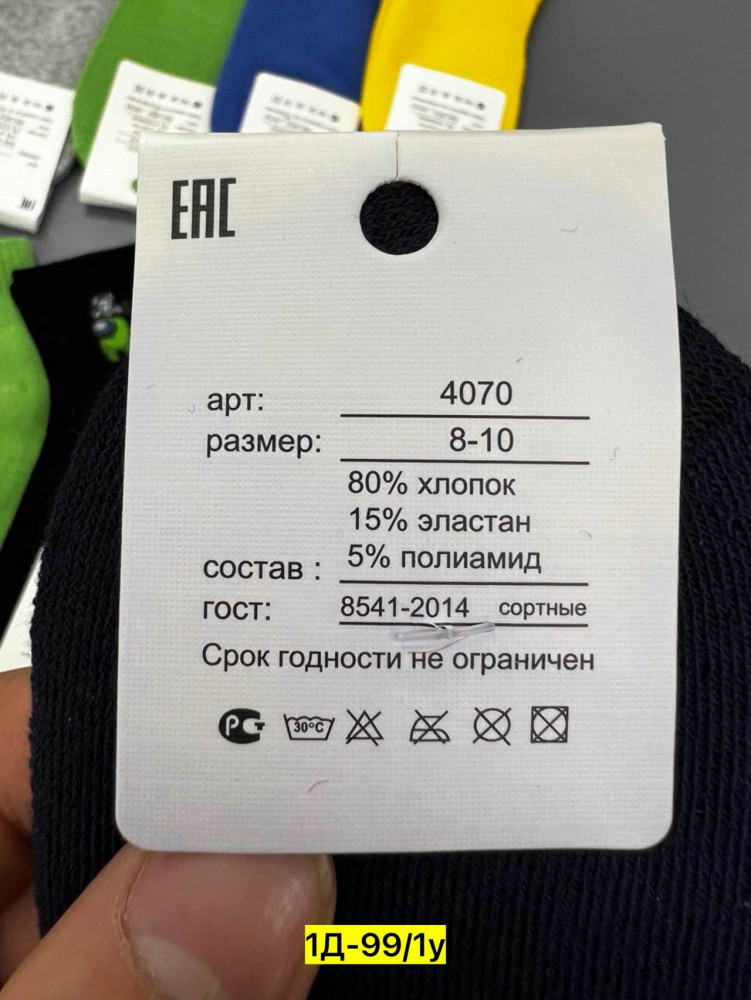 EAC
арт: 4070
размер: 8-10
80% хлопок
15% эластан
состав : 5% полиамид
гост: 8541-2014 сортные
Срок годности не ограничен
РСТ 30°C
1Д-99/1у